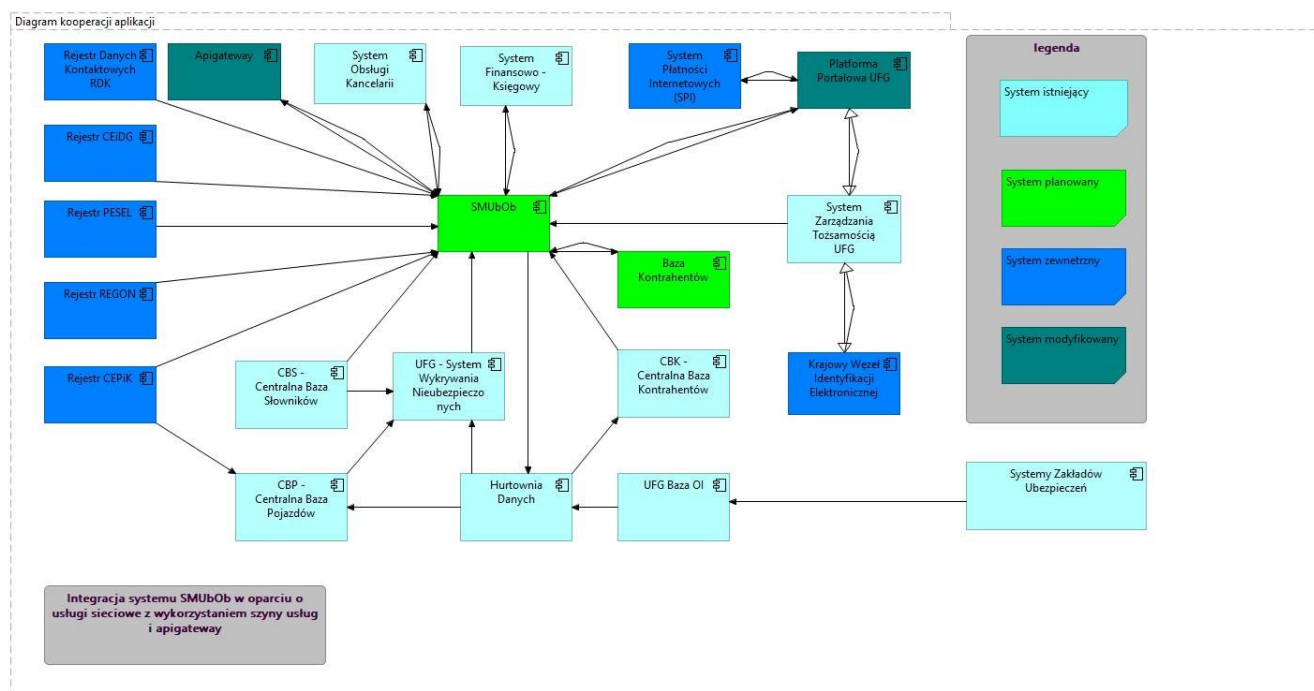 Diagram kooperacji aplikacji
Rejestr Danych
Kontaktowych
RDK
Apigateway
System
Obsługi
Kancelarii
System
Finansowo -
Księgowy
System
Płatności
Internetowych
(SPI)
Platforma
Portalowa UFG
legenda
System istniejący
System planowany
System zewnetrzny
System modyfikowany
Rejestr CEiDG
Rejestr PESEL
SMUbOb
System
Zarządzania
Tożsamością
UFG
Baza
Kontrahentów
Rejestr REGON
Rejestr CEPiK
CBS -
Centralna Baza
Słowników
UFG - System
Wykrywania
Nieubezpieczo
nych
CBK -
Centralna Baza
Kontrahentów
Krajowy Węzeł
Identyfikacji
Elektronicznej
CBP -
Centralna Baza
Pojazdów
Hurtownia
Danych
UFG Baza OI
Systemy Zakładów
Ubezpieczeń
Integracja systemu SMUbOb w oparciu o
usługi sieciowe z wykorzystaniem szyny usług
i apigateway